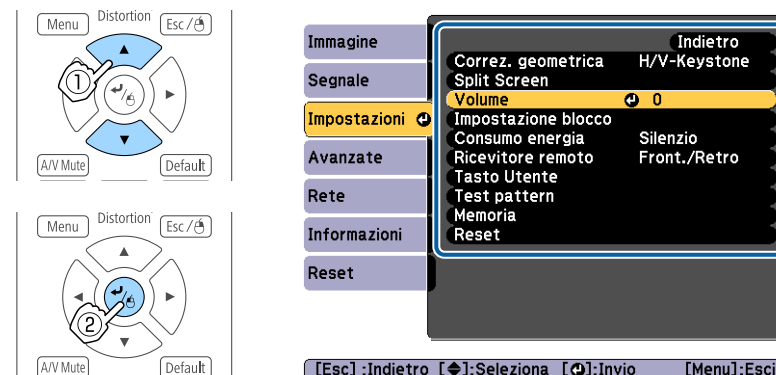 Menu Distortion Esc/
1
A/V Mute Default
Menu Distortion Esc/
2
A/V Mute Default
Immagine
Segnale
Impostazioni
Avanzate
Rete
Informazioni
Reset
Indietro
Correz. geometrica H/V-Keystone
Split Screen
Volume 0
Impostazione blocco
Consumo energia Silenzio
Ricevitore remoto Front./Retro
Tasto Utente
Test pattern
Memoria
Reset
[Esc] :Indietro [◆]:Seleziona [⏎]:Invio [Menu]:Esci